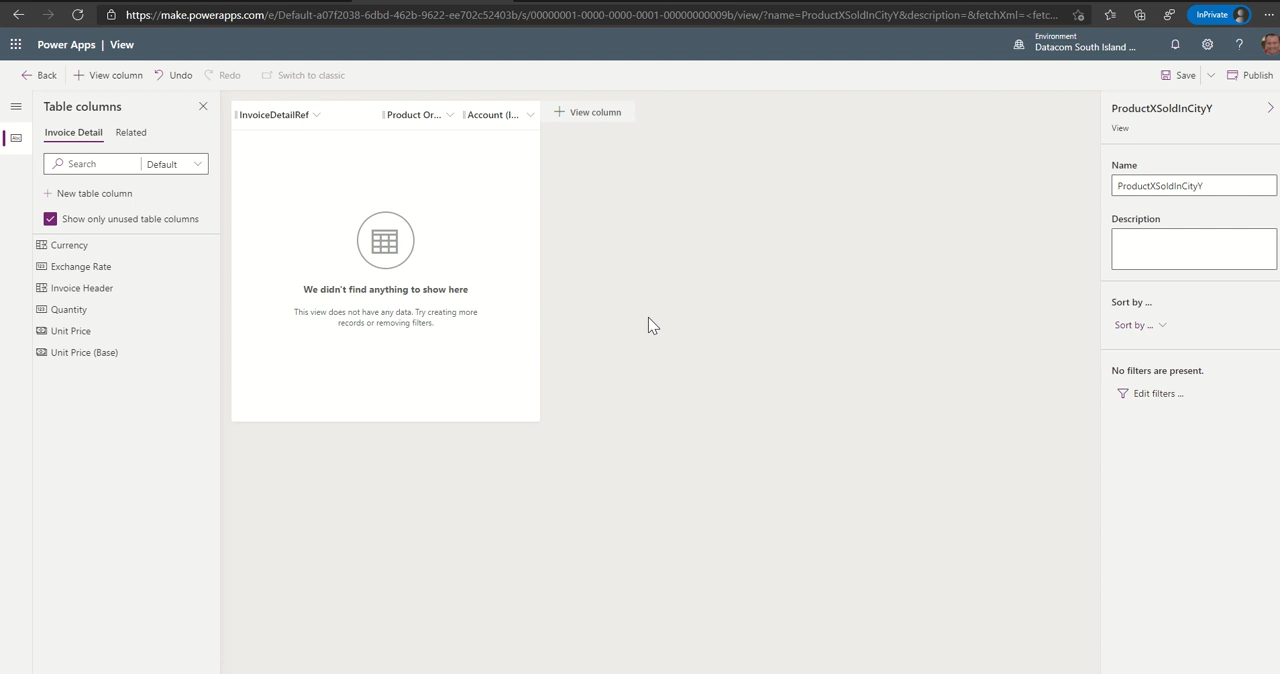 https://make.powerapps.com/e/Default-a07f2038-6dbd-462b-9622-ee702c52403b/s/00000001-0000-0000-0001-00000000009b/view/?name=ProductXSoldInCityY&description=&fetchXml=<fetc...
InPrivate
Power Apps | View
Environment
Datacom South Island ...
Back
View column
Undo
Redo
Switch to classic
Save
Publish
Table columns
Invoice Detail
Related
Search
Default
New table column
Show only unused table columns
Currency
Exchange Rate
Invoice Header
Quantity
Unit Price
Unit Price (Base)
InvoiceDetailRef
Product Or...
Account (I...
View column
We didn't find anything to show here
This view does not have any data. Try creating more
records or removing filters.
ProductXSoldInCityY
View
Name
ProductXSoldInCityY
Description
Sort by ...
Sort by ...
No filters are present.
Edit filters ...